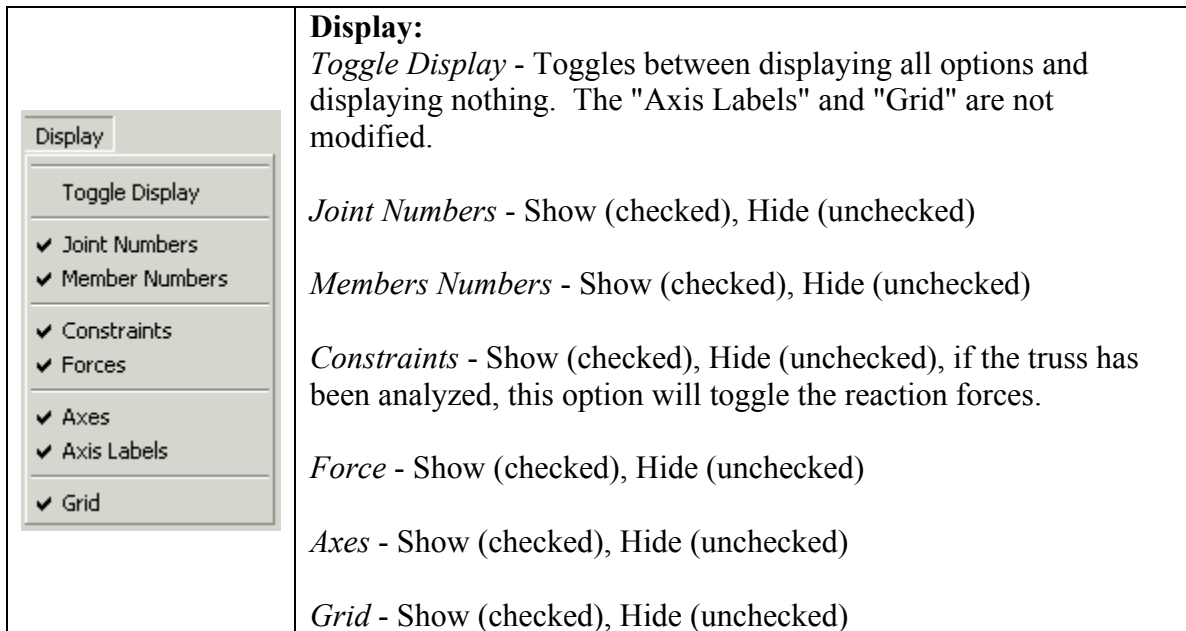 Display
Toggle Display
Joint Numbers
Member Numbers
Constraints
Forces
Axes
Axis Labels
Grid
Display:
Toggle Display - Toggles between displaying all options and
displaying nothing. The "Axis Labels" and "Grid" are not
modified.
Joint Numbers - Show (checked), Hide (unchecked)
Members Numbers - Show (checked), Hide (unchecked)
Constraints - Show (checked), Hide (unchecked), if the truss has
been analyzed, this option will toggle the reaction forces.
Force - Show (checked), Hide (unchecked)
Axes - Show (checked), Hide (unchecked)
Grid - Show (checked), Hide (unchecked)